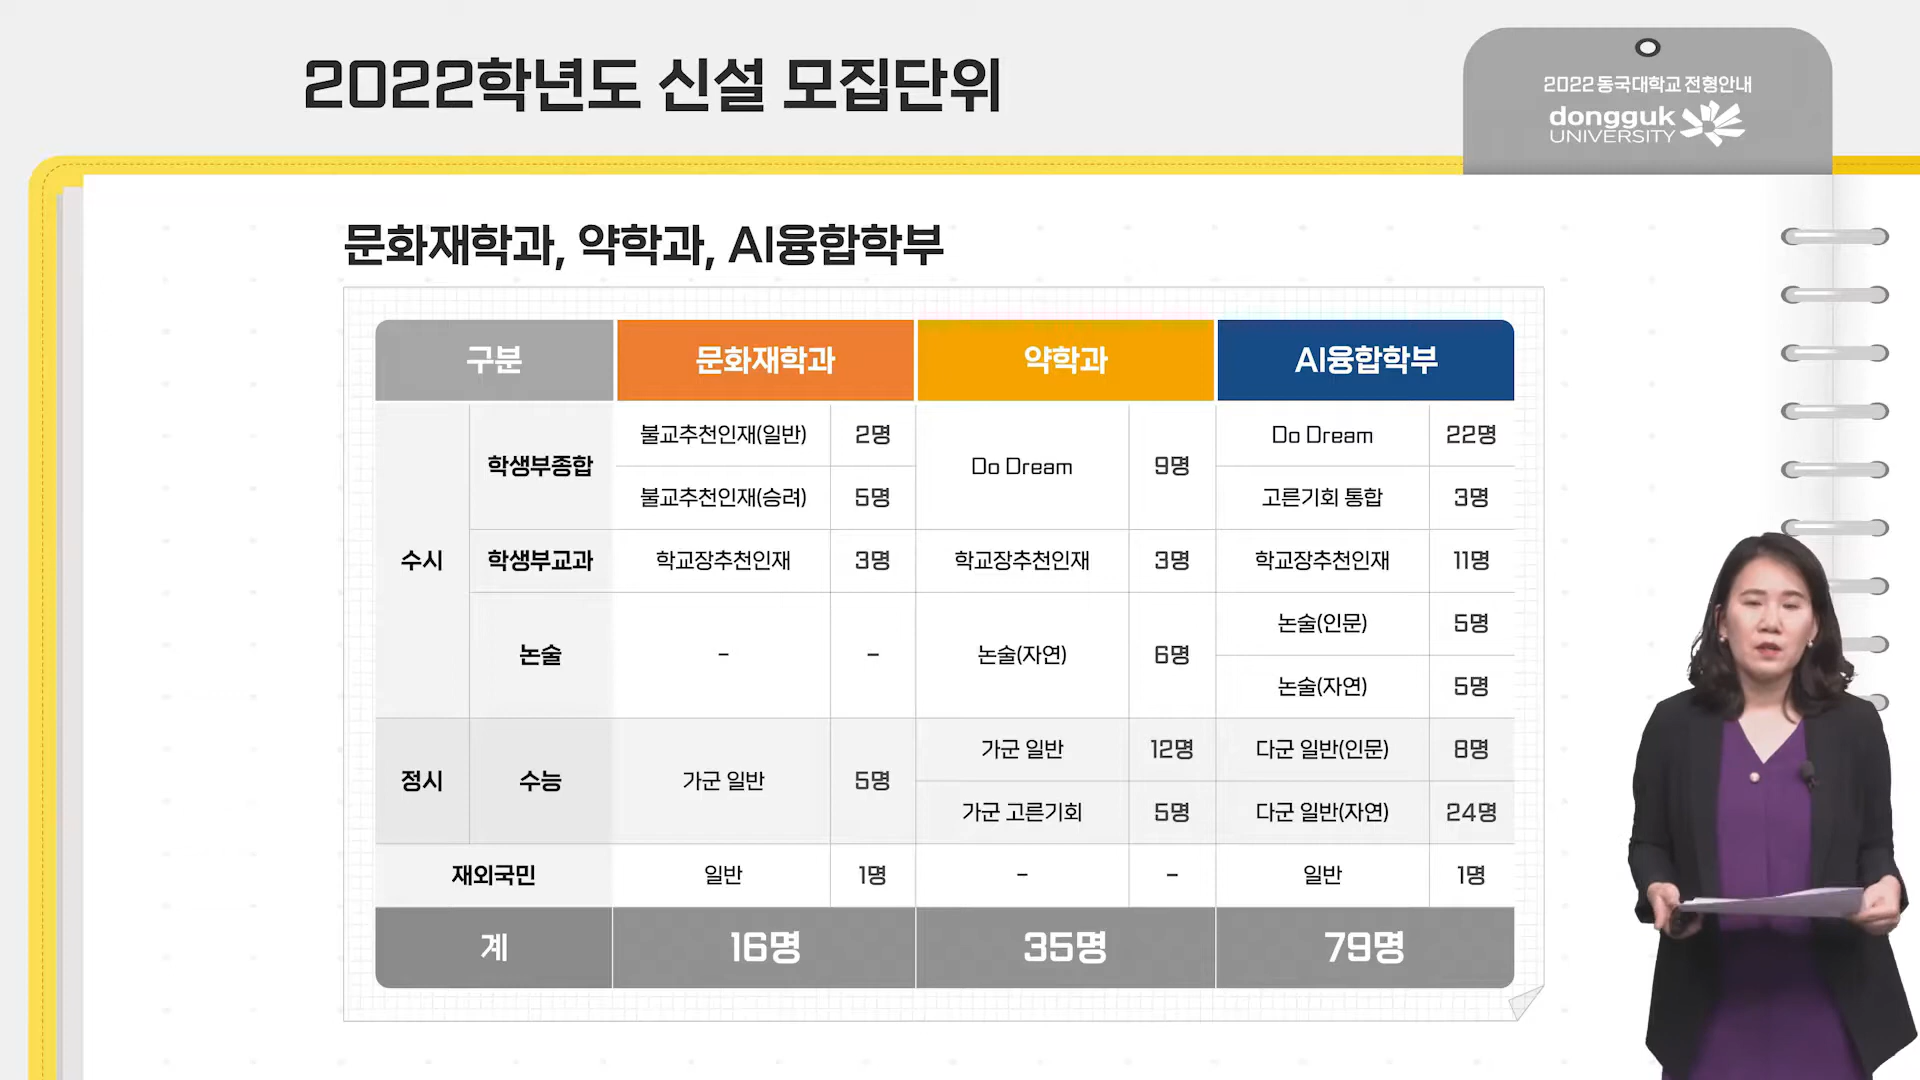 2022학년도 신설 모집단위
2022 동국대학교 전형안내
dongguk
UNIVERSITY
문화재학과, 약학과, AI융합학부
구분 문화재학과 약학과 AI융합학부
수시 학생부종합 불교추천인재(일반) 2명 Do Dream 9명 Do Dream 22명
불교추천인재(승려) 5명 고른기회 통합 3명
학생부교과 학교장추천인재 3명 학교장추천인재 3명 학교장추천인재 11명
논술 - - 논술(자연) 6명 논술(인문) 5명
논술(자연) 5명
정시 수능 가군 일반 5명 가군 일반 12명 다군 일반(인문) 8명
가군 고른기회 5명 다군 일반(자연) 24명
재외국민 일반 1명 - - 일반 1명
계 16명 35명 79명